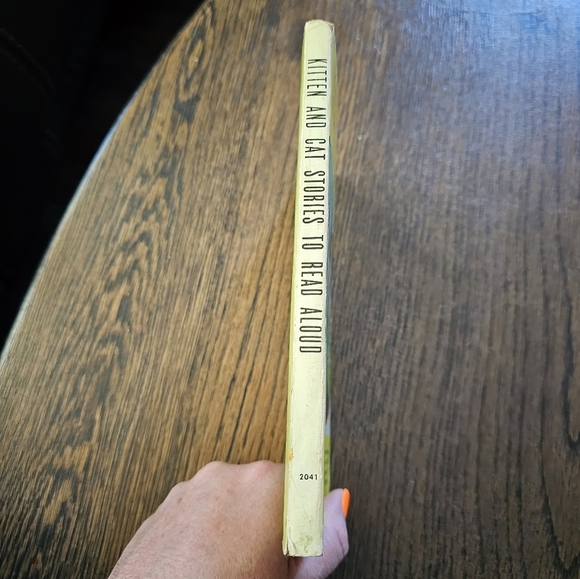 KITTEN AND CAT STORIES TO READ ALOUD
2041